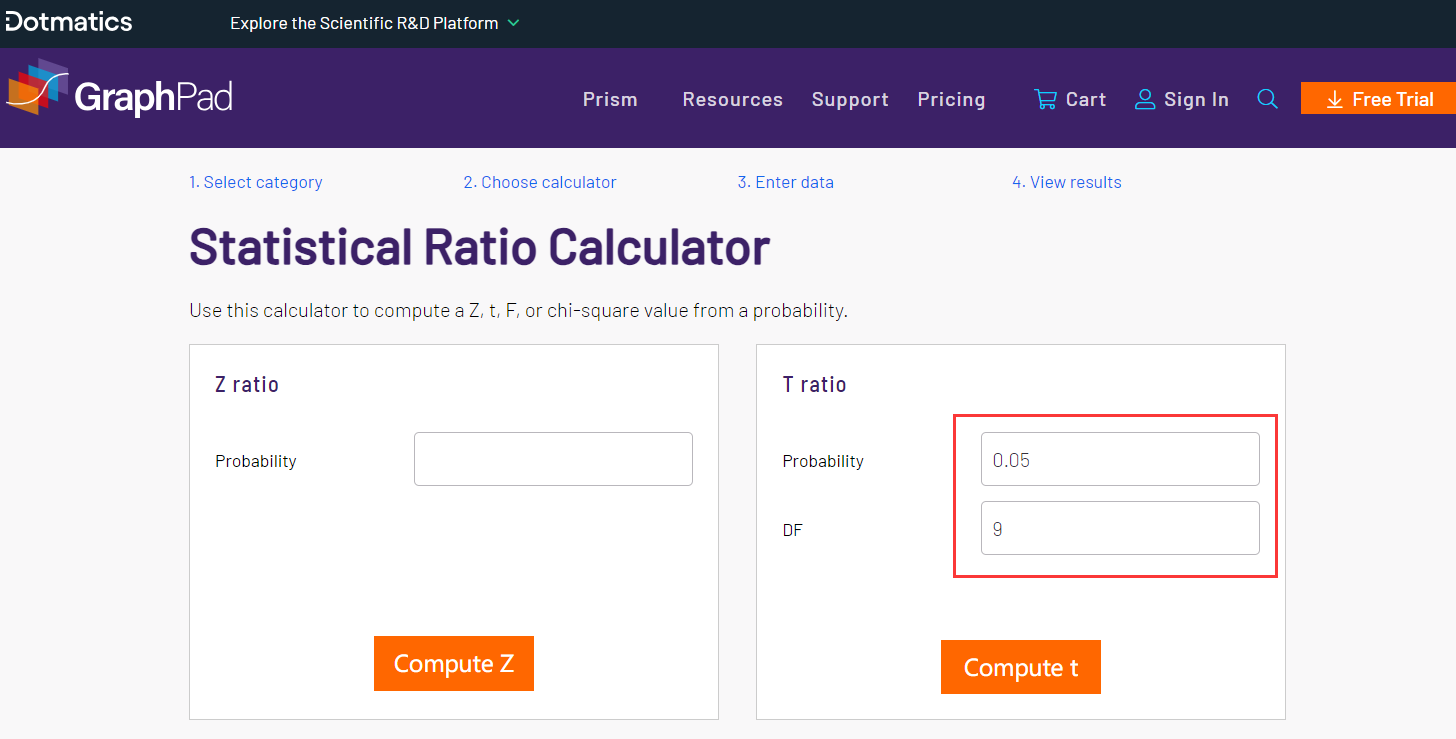 Dotmatics
Explore the Scientific R&D Platform
GraphPad
Prism
Resources
Support
Pricing
Cart
Sign In
Free Trial
1. Select category
2. Choose calculator
3. Enter data
4. View results
Statistical Ratio Calculator
Use this calculator to compute a Z, t, F, or chi-square value from a probability.
Z ratio
Probability
Compute Z
T ratio
Probability
0.05
DF
9
Compute t